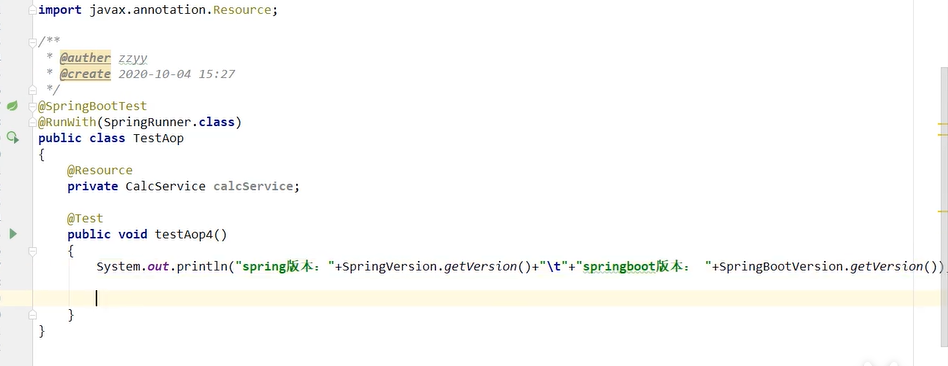 import javax.annotation.Resource;
/**
* @auther zzyy
* @create 2020-10-04 15:27
*/
@SpringBootTest
@RunWith(SpringRunner.class)
public class TestAop
{
@Resource
private CalcService calcService;
@Test
public void testAop4()
{
System.out.println("spring版本："+SpringVersion.getVersion()+"\t"+"springboot版本： "+SpringBootVersion.getVersion());
}
}